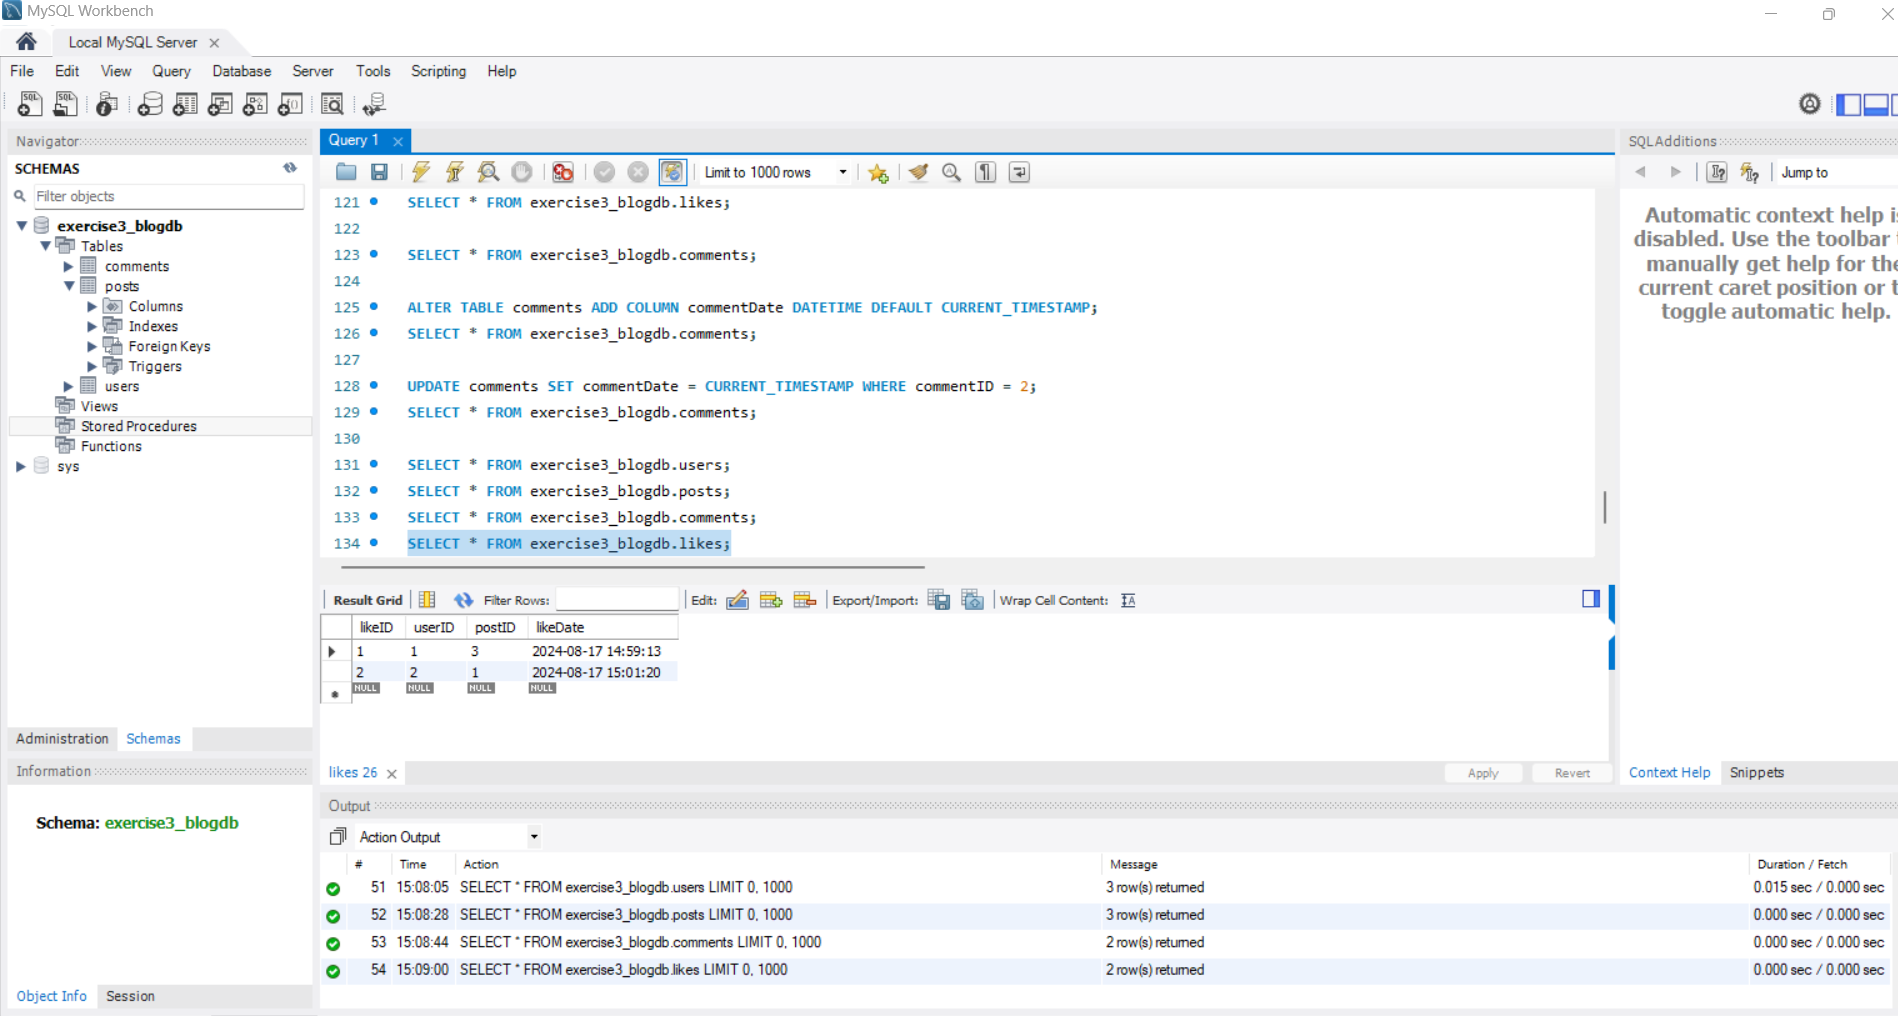 MySQL Workbench
Local MySQL Server
File Edit View Query Database Server Tools Scripting Help
Navigator
SCHEMAS
Filter objects
exercise3_blogdb
Tables
comments
posts
Columns
Indexes
Foreign Keys
Triggers
users
Views
Stored Procedures
Functions
sys
Administration Schemas
Information
Schema: exercise3_blogdb
Object Info Session
Query 1
Limit to 1000 rows
121 SELECT * FROM exercise3_blogdb.likes;
122
123 SELECT * FROM exercise3_blogdb.comments;
124
125 ALTER TABLE comments ADD COLUMN commentDate DATETIME DEFAULT CURRENT_TIMESTAMP;
126 SELECT * FROM exercise3_blogdb.comments;
127
128 UPDATE comments SET commentDate = CURRENT_TIMESTAMP WHERE commentID = 2;
129 SELECT * FROM exercise3_blogdb.comments;
130
131 SELECT * FROM exercise3_blogdb.users;
132 SELECT * FROM exercise3_blogdb.posts;
133 SELECT * FROM exercise3_blogdb.comments;
134 SELECT * FROM exercise3_blogdb.likes;
Result Grid Filter Rows: Edit: Export/Import: Wrap Cell Content:
likeID userID postID likeDate
1 1 3 2024-08-17 14:59:13
2 2 1 2024-08-17 15:01:20
NULL NULL NULL NULL
likes 26
Apply Revert
SQLAdditions
Jump to
Automatic context help is
disabled. Use the toolbar
manually get help for the
current caret position or
toggle automatic help.
Context Help Snippets
Output
Action Output
# Time Action Message Duration / Fetch
51 15:08:05 SELECT * FROM exercise3_blogdb.users LIMIT 0, 1000 3 row(s) returned 0.015 sec / 0.000 sec
52 15:08:28 SELECT * FROM exercise3_blogdb.posts LIMIT 0, 1000 3 row(s) returned 0.000 sec / 0.000 sec
53 15:08:44 SELECT * FROM exercise3_blogdb.comments LIMIT 0, 1000 2 row(s) returned 0.000 sec / 0.000 sec
54 15:09:00 SELECT * FROM exercise3_blogdb.likes LIMIT 0, 1000 2 row(s) returned 0.000 sec / 0.000 sec